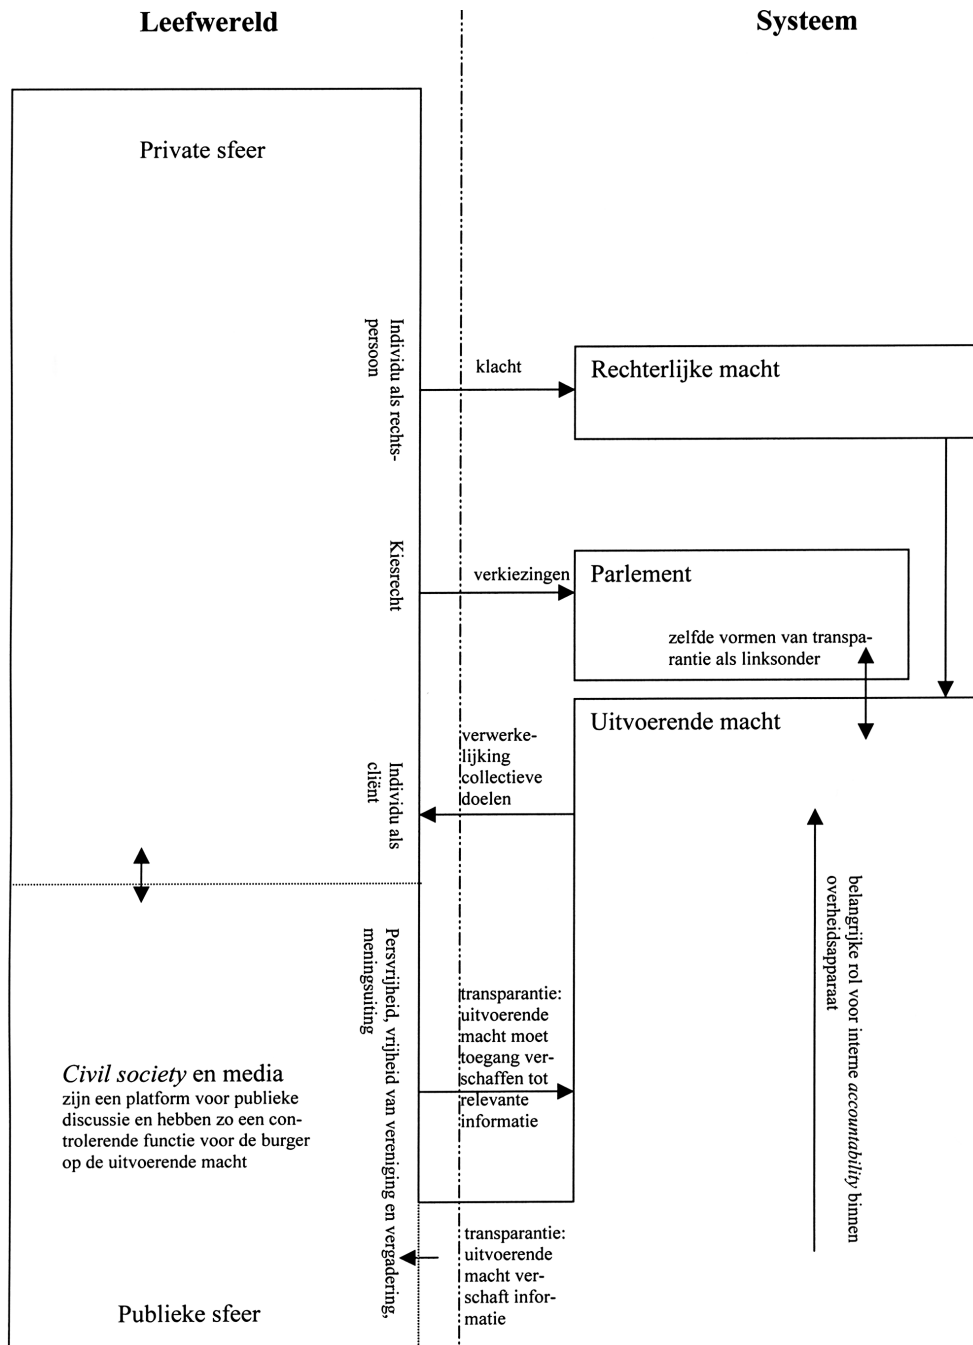 Leefwereld
Systeem
Private sfeer
Individu als rechts-
persoon
klacht
Rechterlijke macht
Kiesrecht
verkiezingen
Parlement
zelfde vormen van transpa-
rantie als linksonder
Uitvoerende macht
Individu als
cliënt
verwerke-
lijking
collectieve
doelen
belangrijke rol voor interne accountability binnen
overheidsapparaat
Persvrijheid, vrijheid van vereniging en vergadering,
meningsuiting
transparantie:
uitvoerende
macht moet
toegang ver-
schaffen tot
relevante
informatie
Civil society en media
zijn een platform voor publieke
discussie en hebben zo een con-
trolerende functie voor de burger
op de uitvoerende macht
transparantie:
uitvoerende
macht ver-
schaft infor-
matie
Publieke sfeer